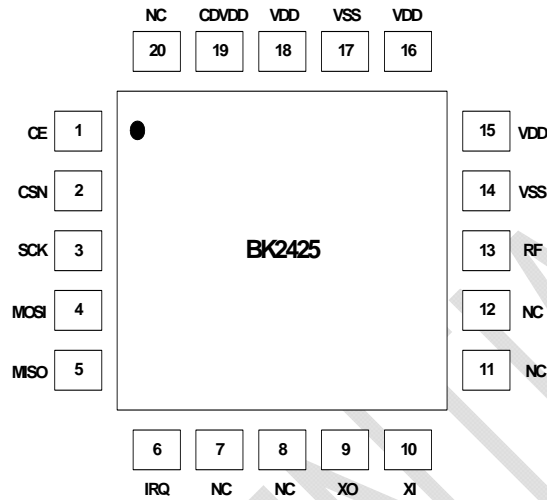 NC CDVDD VDD VSS VDD
20 19 18 17 16
CE 1 15 VDD
CSN 2 14 VSS
SCK 3 BK2425 13 RF
MOSI 4 12 NC
MISO 5 11 NC
6 7 8 9 10
IRQ NC NC XO XI